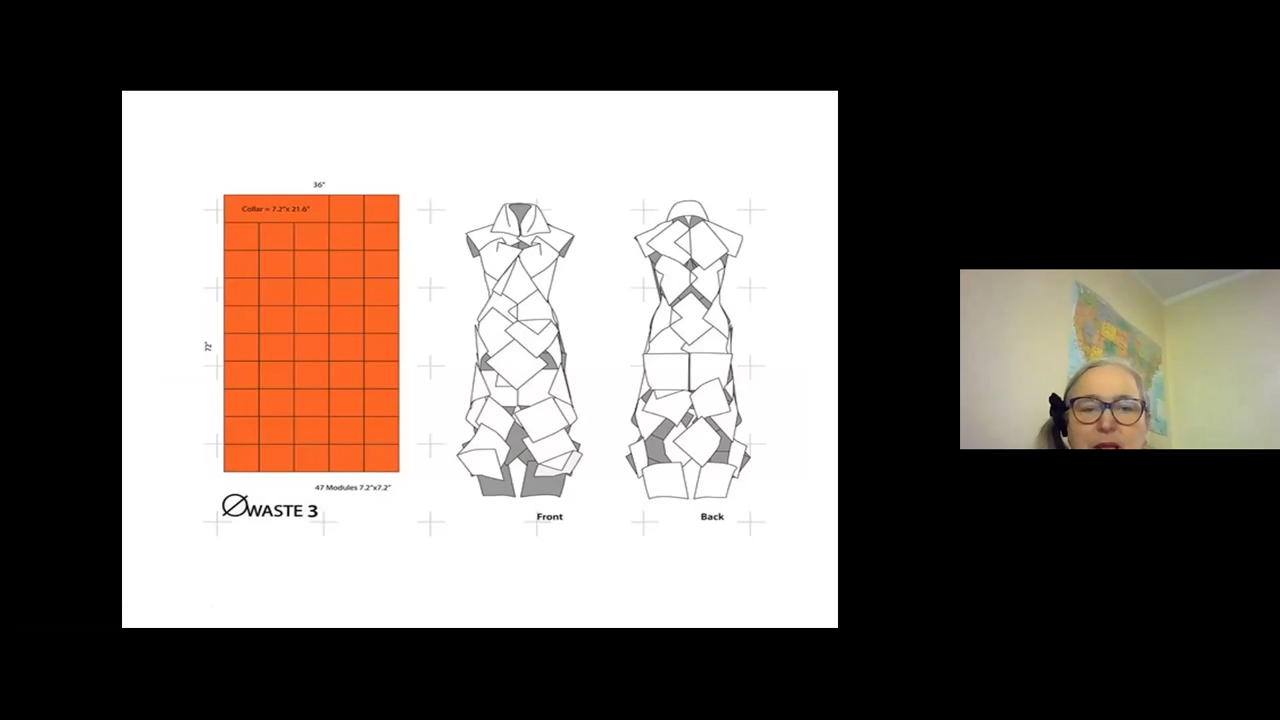 36"
Collar = 7.2"x 21.6"
72"
47 Modules 7.2"x7.2"
ØWASTE 3
Front
Back